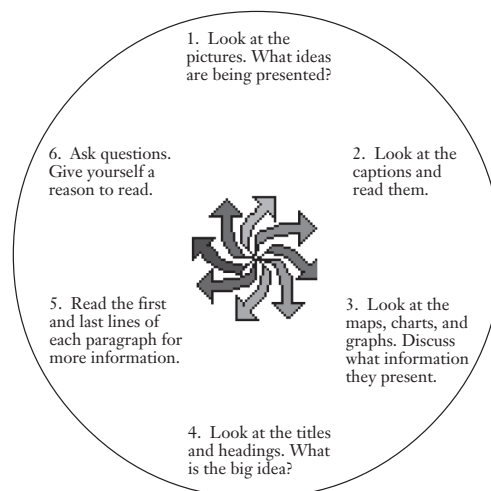 1. Look at the
pictures. What ideas
are being presented?
2. Look at the
captions and
read them.
3. Look at the
maps, charts, and
graphs. Discuss
what information
they present.
4. Look at the titles
and headings. What
is the big idea?
5. Read the first
and last lines of
each paragraph for
more information.
6. Ask questions.
Give yourself a
reason to read.